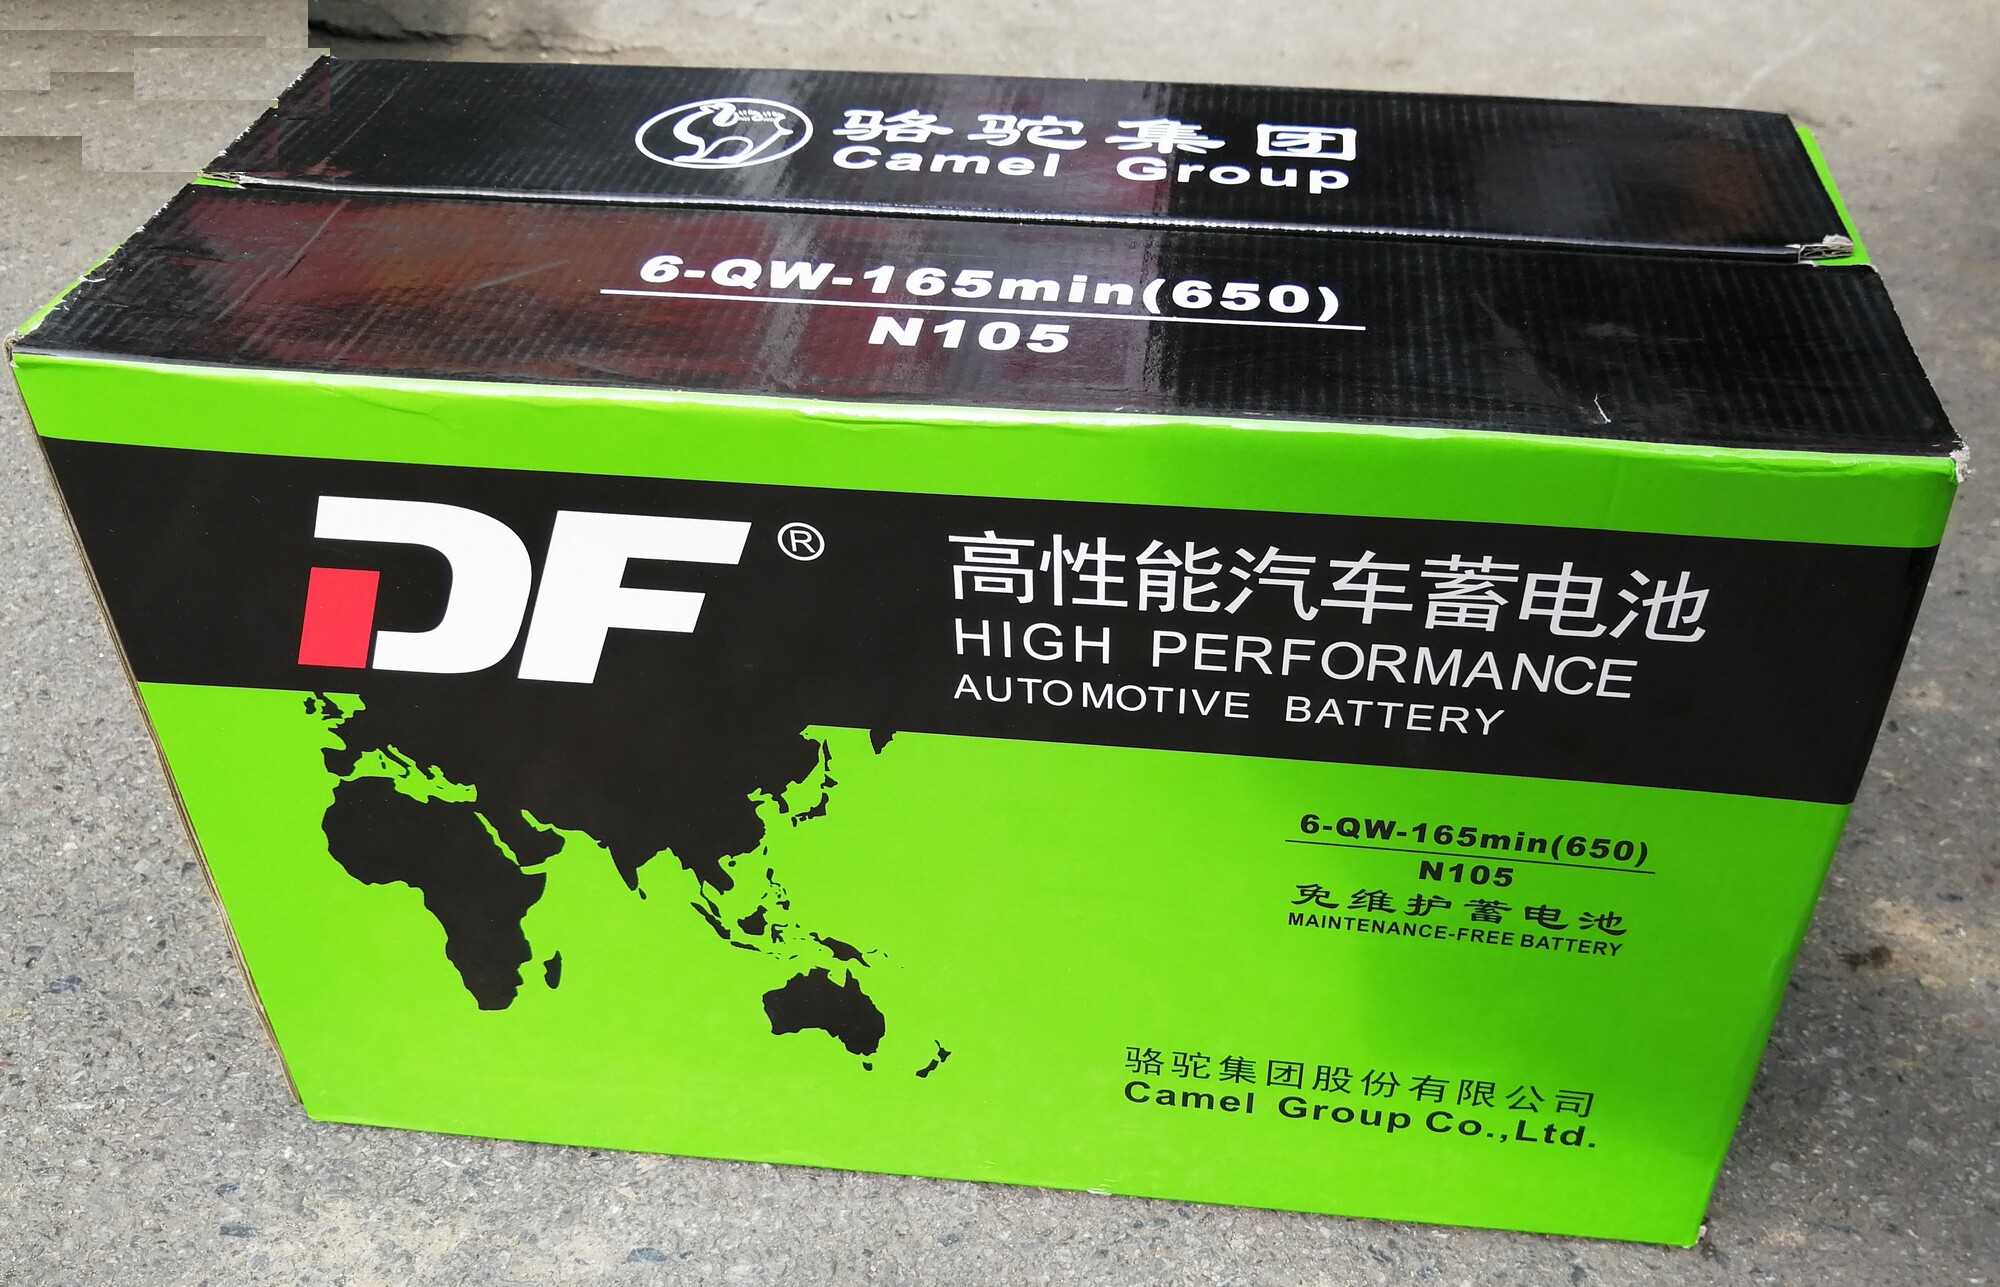 骆驼集团
Camel Group
6-QW-165min(650)
N105
DF®
高性能汽车蓄电池
HIGH PERFORMANCE
AUTOMOTIVE BATTERY
6-QW-165min(650)
N105
免维护蓄电池
MAINTENANCE-FREE BATTERY
骆驼集团股份有限公司
Camel Group Co.,Ltd.